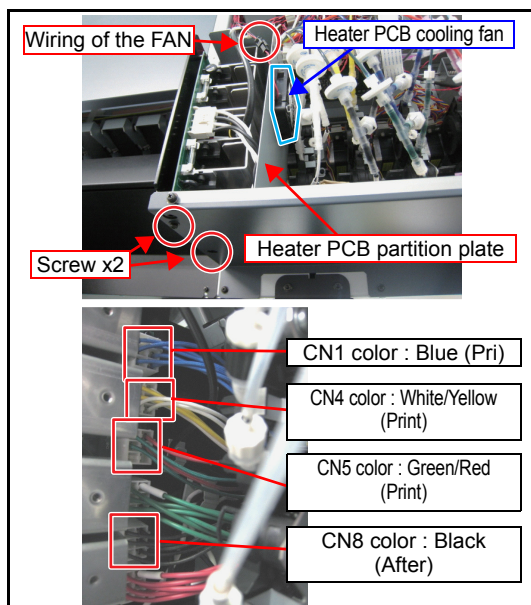 Wiring of the FAN
Heater PCB cooling fan
Heater PCB partition plate
Screw x2
CN1 color : Blue (Pri)
CN4 color : White/Yellow
(Print)
CN5 color : Green/Red
(Print)
CN8 color : Black
(After)